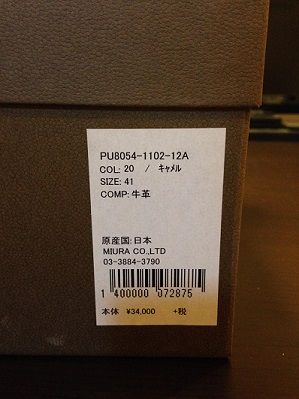 PU8054-1102-12A
COL: 20 / ｷｬﾒﾙ
SIZE: 41
COMP: 牛革
原産国:日本
MIURA CO.,LTD
03-3884-3790
1 400000 072875
本体 ¥34,000 +税